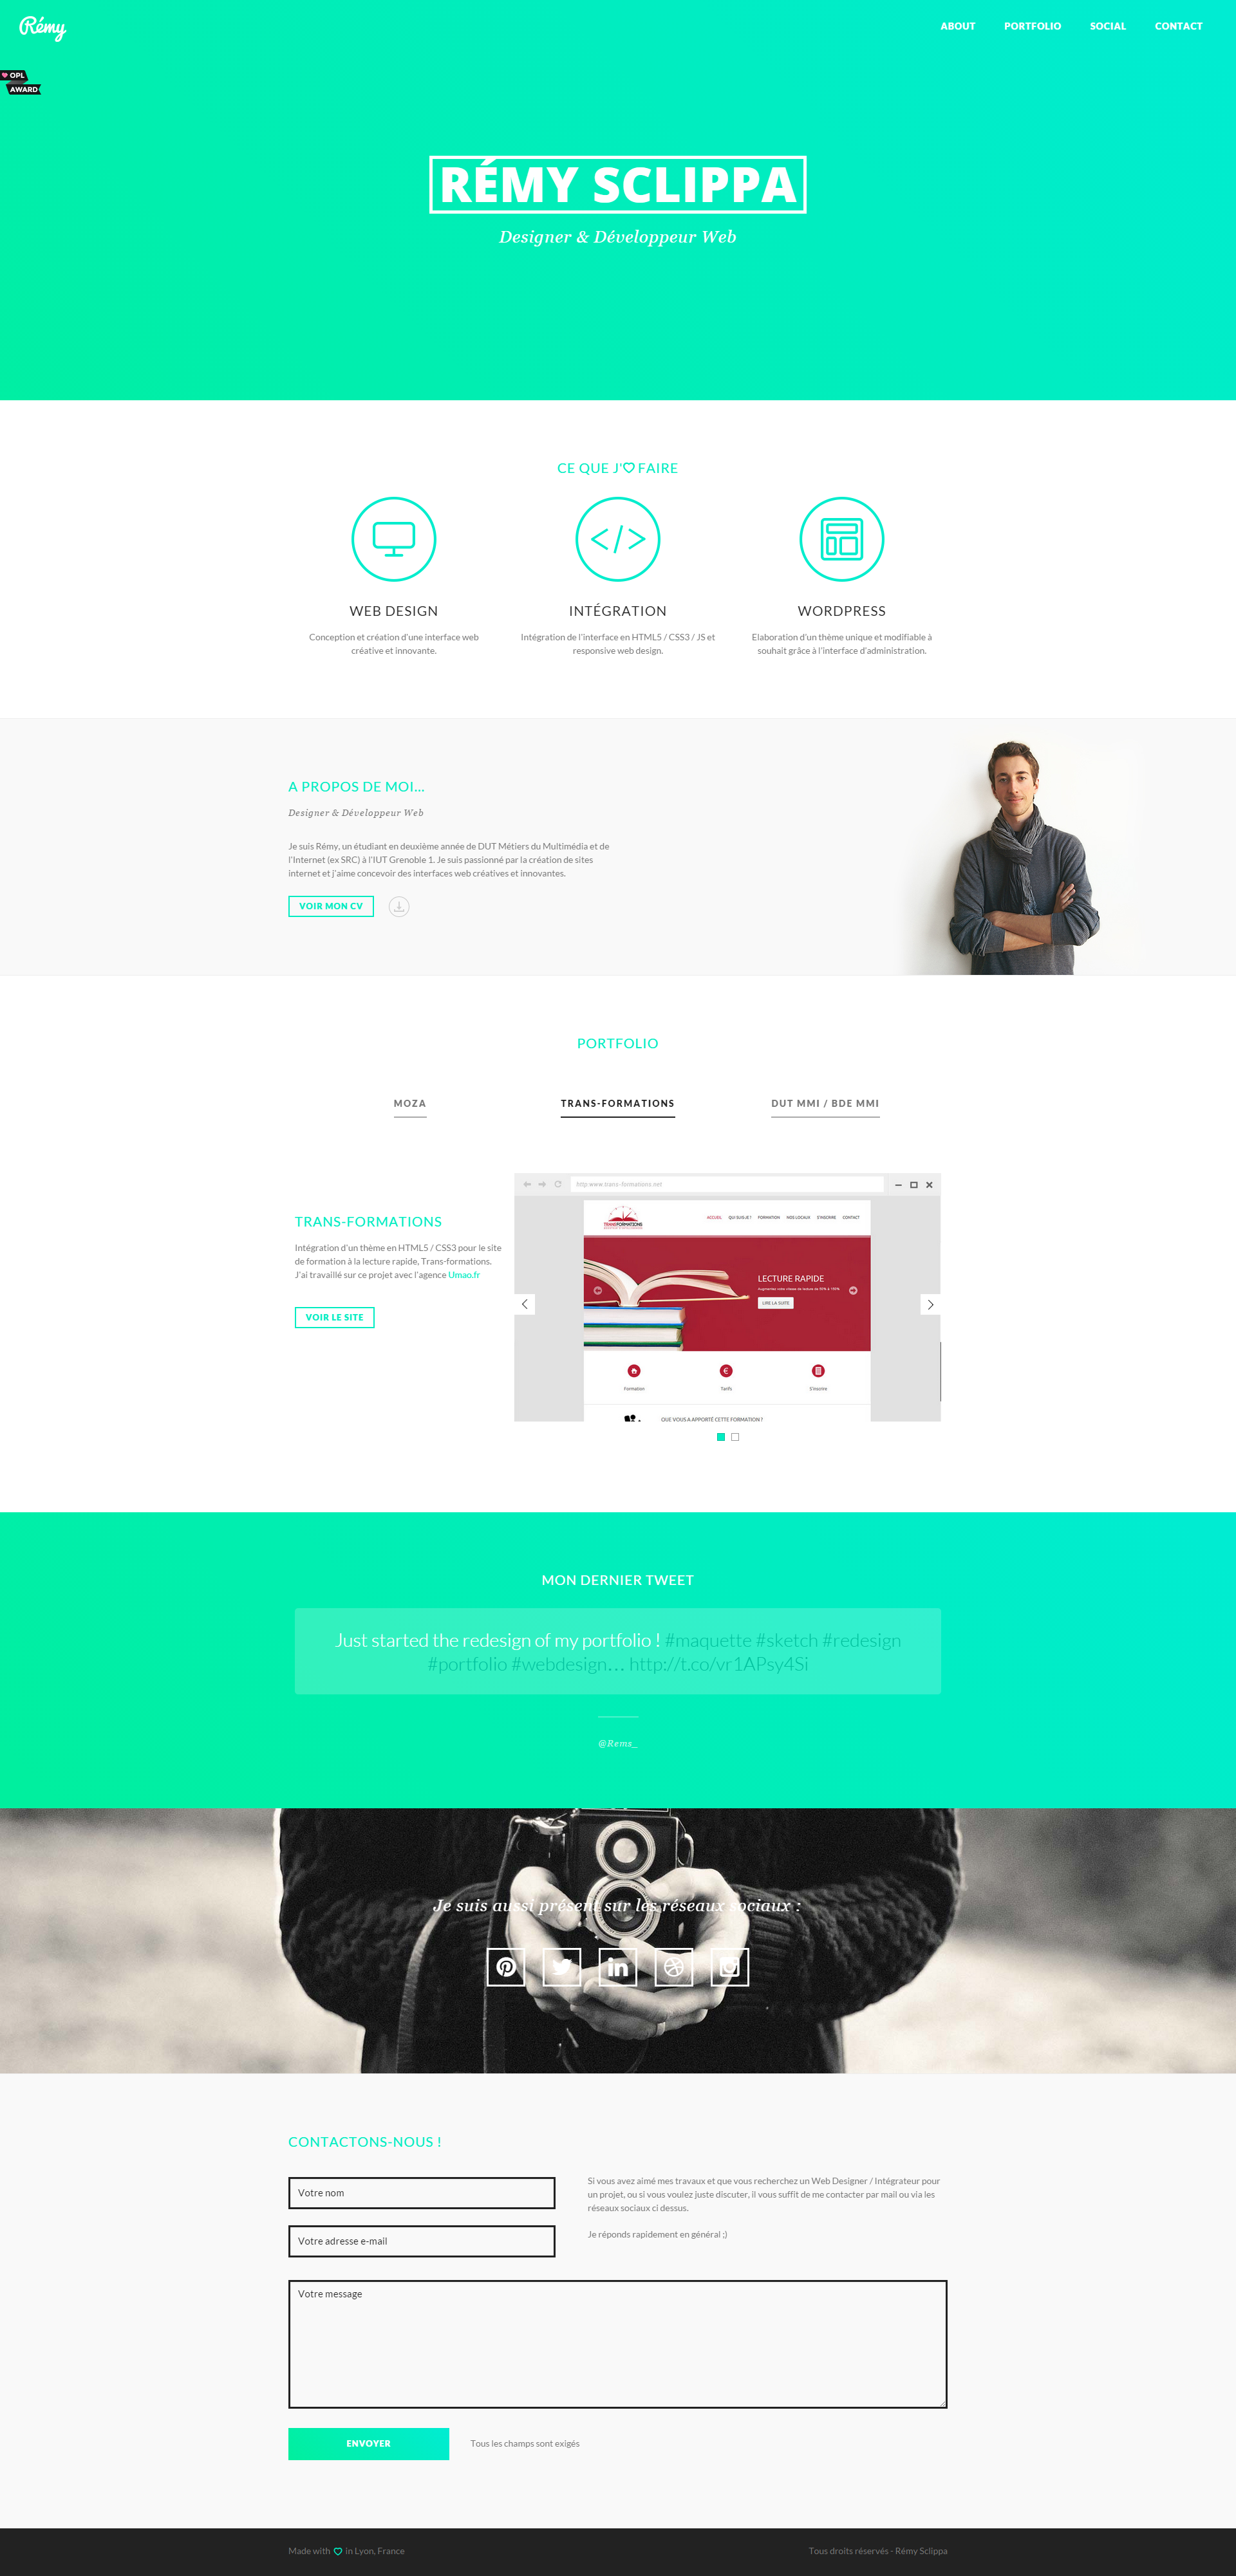 Rémy
ABOUT PORTFOLIO SOCIAL CONTACT
OPL
AWARD
RÉMY SCLIPPA
Designer & Développeur Web
CE QUE J'♡ FAIRE
WEB DESIGN
Conception et création d'une interface web
créative et innovante.
INTÉGRATION
Intégration de l'interface en HTML5 / CSS3 / JS et
responsive web design.
WORDPRESS
Elaboration d'un thème unique et modifiable à
souhait grâce à l'interface d'administration.
A PROPOS DE MOI...
Designer & Développeur Web
Je suis Rémy, un étudiant en deuxième année de DUT Métiers du Multimédia et de
l'Internet (ex SRC) à l'IUT Grenoble 1. Je suis passionné par la création de sites
internet et j'aime concevoir des interfaces web créatives et innovantes.
VOIR MON CV
PORTFOLIO
MOZA
TRANS-FORMATIONS
DUT MMI / BDE MMI
TRANS-FORMATIONS
Intégration d'un thème en HTML5 / CSS3 pour le site
de formation à la lecture rapide, Trans-formations.
J'ai travaillé sur ce projet avec l'agence Umao.fr
VOIR LE SITE
http:www.trans-formations.net
TRANSFORMATIONS
ACCUEIL QUI SUIS-JE ? FORMATION MES LOCAUX S'INSCRIRE CONTACT
LECTURE RAPIDE
Augmentez votre vitesse de lecture de 50% à 150%
LIRE LA SUITE
Formation
Tarifs
S'inscrire
QUE VOUS A APPORTÉ CETTE FORMATION ?
MON DERNIER TWEET
Just started the redesign of my portfolio ! #maquette #sketch #redesign
#portfolio #webdesign… http://t.co/vr1APsy4Si
@Rems_
Je suis aussi présent sur les réseaux sociaux :
CONTACTONS-NOUS !
Votre nom
Votre adresse e-mail
Si vous avez aimé mes travaux et que vous recherchez un Web Designer / Intégrateur pour
un projet, ou si vous voulez juste discuter, il vous suffit de me contacter par mail ou via les
réseaux sociaux ci dessus.
Je réponds rapidement en général ;)
Votre message
ENVOYER
Tous les champs sont exigés
Made with ♡ in Lyon, France
Tous droits réservés - Rémy Sclippa